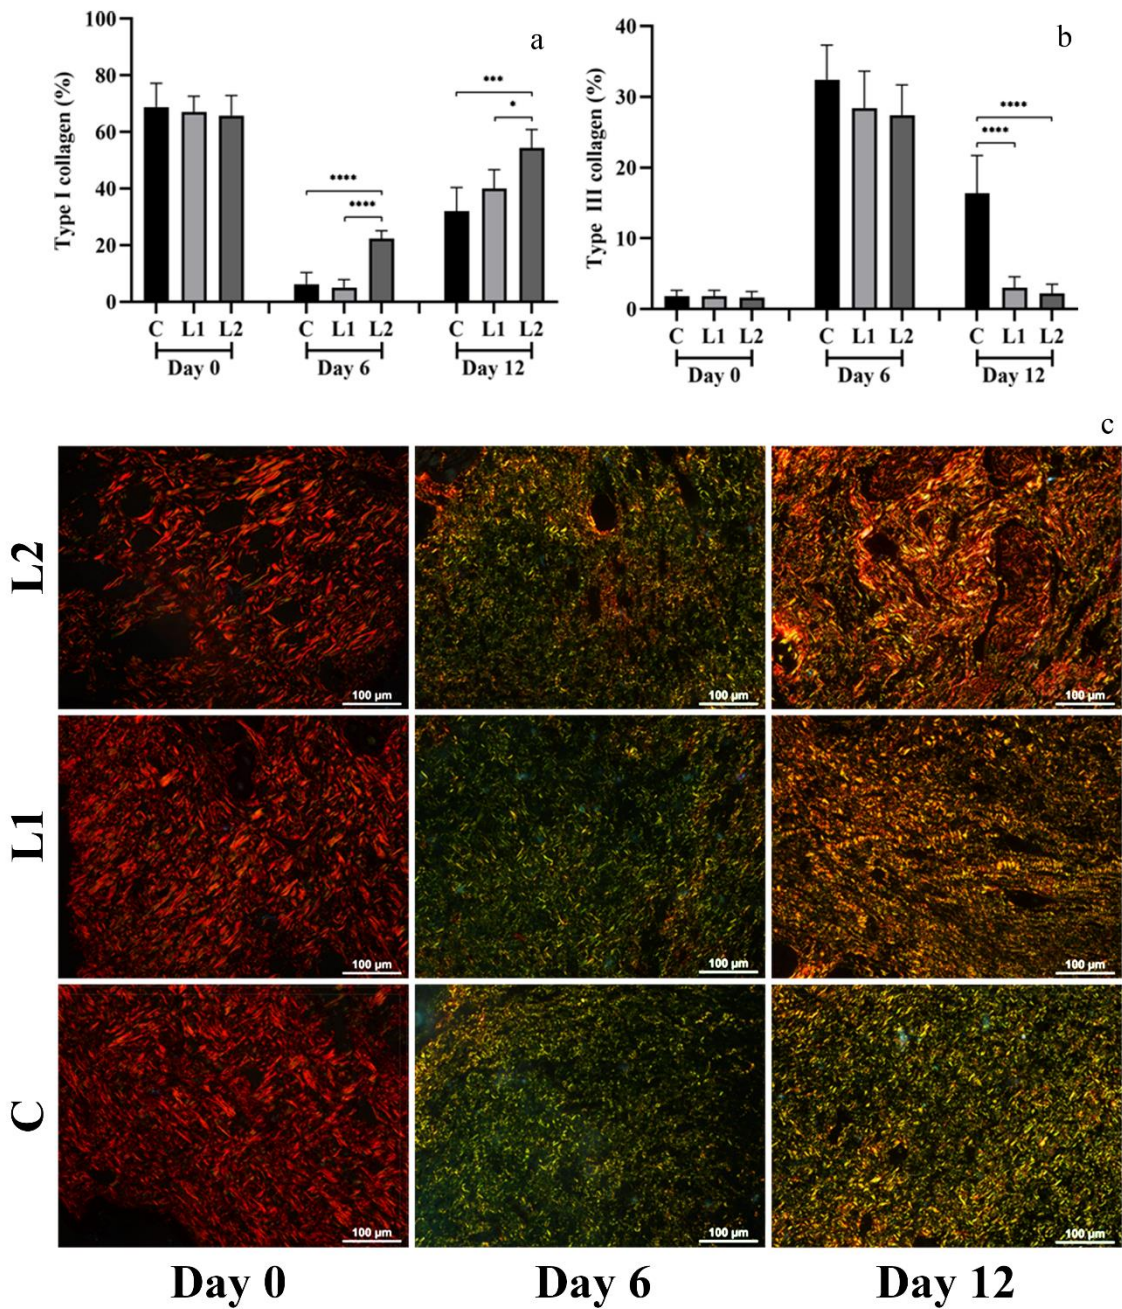 a
Type I collagen (%)
100
80
60
40
20
0
***
*
****
****
C L1 L2 C L1 L2 C L1 L2
Day 0 Day 6 Day 12
b
Type III collagen (%)
40
30
20
10
0
****
****
C L1 L2 C L1 L2 C L1 L2
Day 0 Day 6 Day 12
c
L2
100 µm 100 µm 100 µm
L1
100 µm 100 µm 100 µm
C
100 µm 100 µm 100 µm
Day 0 Day 6 Day 12